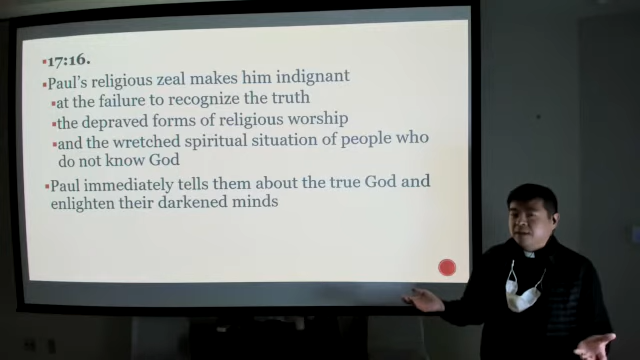 ▪17:16.
▪Paul's religious zeal makes him indignant
▪at the failure to recognize the truth
▪the depraved forms of religious worship
▪and the wretched spiritual situation of people who
do not know God
▪Paul immediately tells them about the true God and
enlighten their darkened minds